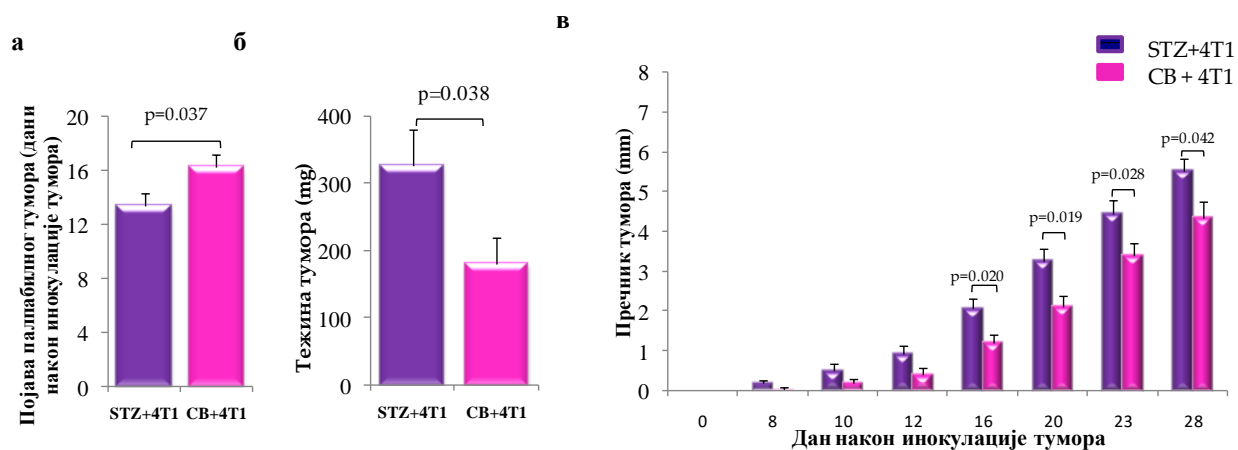 а
Појава палпабилног тумора (дани
након инокулације тумора)
20
16
12
8
4
0
p=0.037
STZ+4T1 CB+4T1
б
Тежина тумора (mg)
400
300
200
100
0
p=0.038
STZ+4T1 CB+4T1
в
STZ+4T1
CB + 4T1
Пречник тумора (mm)
8
7
6
5
4
3
2
1
0
p=0.020
p=0.019
p=0.028
p=0.042
0 8 10 12 16 20 23 28
Дан након инокулације тумора